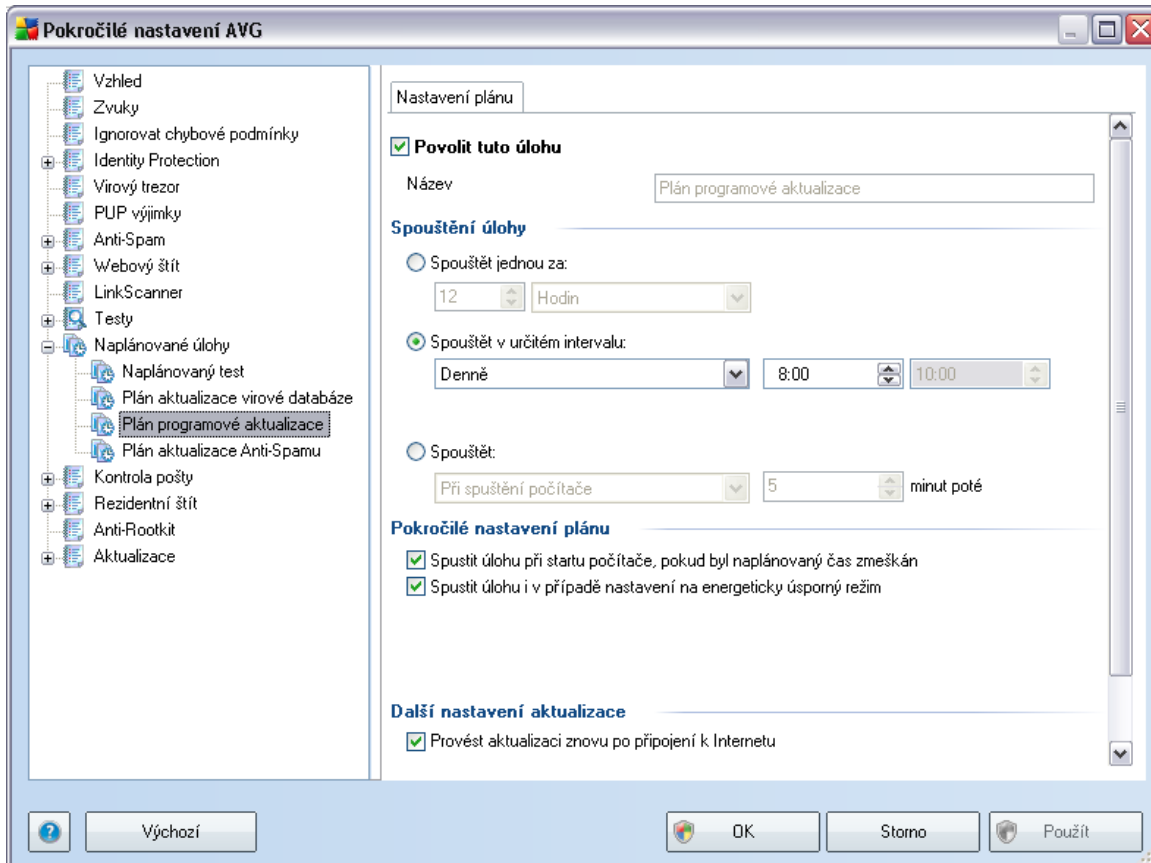 Pokročilé nastavení AVG
Vzhled
Zvuky
Ignorovat chybové podmínky
Identity Protection
Virový trezor
PUP výjimky
Anti-Spam
Webový štít
LinkScanner
Testy
Naplánované úlohy
Naplánovaný test
Plán aktualizace virové databáze
Plán programové aktualizace
Plán aktualizace Anti-Spamu
Kontrola pošty
Rezidentní štít
Anti-Rootkit
Aktualizace
Nastavení plánu
Povolit tuto úlohu
Název Plán programové aktualizace
Spouštění úlohy
Spouštět jednou za:
12 Hodin
Spouštět v určitém intervalu:
Denně 8:00 10:00
Spouštět:
Při spuštění počítače 5 minut poté
Pokročilé nastavení plánu
Spustit úlohu při startu počítače, pokud byl naplánovaný čas zmeškán
Spustit úlohu i v případě nastavení na energeticky úsporný režim
Další nastavení aktualizace
Provést aktualizaci znovu po připojení k Internetu
? Výchozí OK Storno Použít